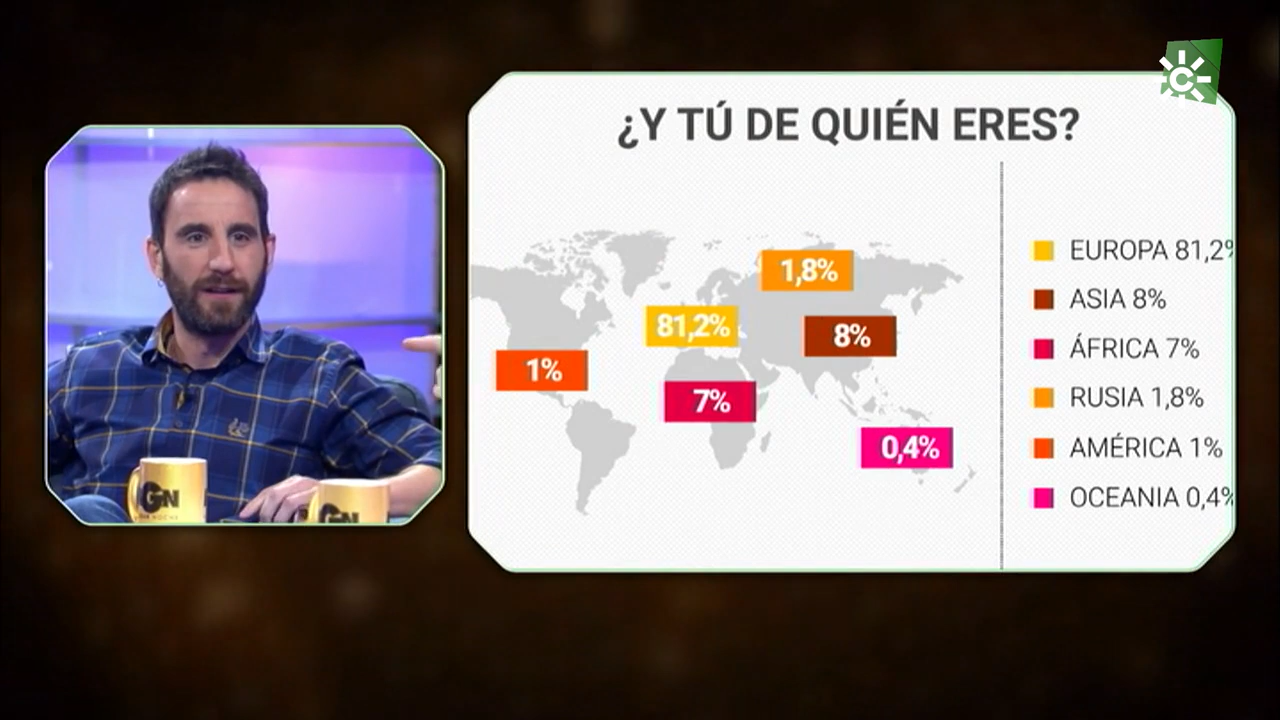 ¿Y TÚ DE QUIÉN ERES?
1,8%
81,2%
8%
1%
7%
0,4%
EUROPA 81,2%
ASIA 8%
ÁFRICA 7%
RUSIA 1,8%
AMÉRICA 1%
OCEANIA 0,4%
C
GN
GN